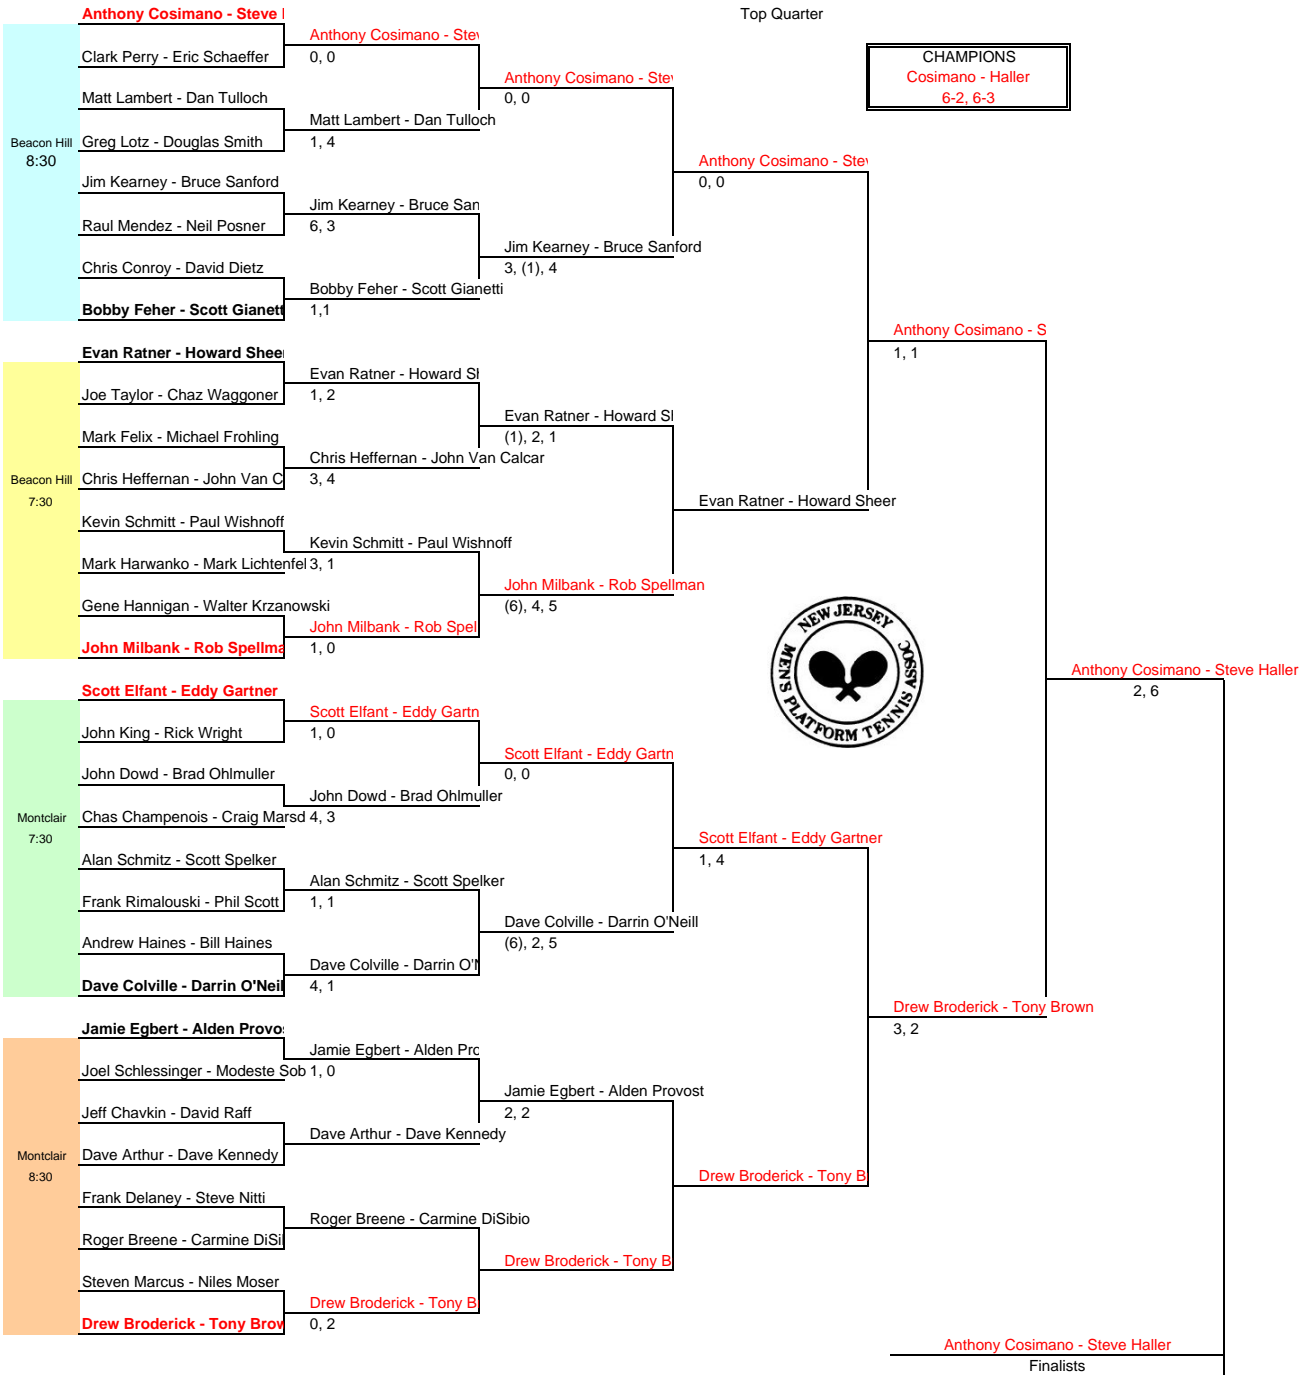 Top Quarter
CHAMPIONS
Cosimano - Haller
6-2, 6-3
Beacon Hill
8:30
Anthony Cosimano - Steve
Clark Perry - Eric Schaeffer
Matt Lambert - Dan Tulloch
Greg Lotz - Douglas Smith
Jim Kearney - Bruce Sanford
Raul Mendez - Neil Posner
Chris Conroy - David Dietz
Bobby Feher - Scott Gianett
Beacon Hill
7:30
Evan Ratner - Howard Sheer
Joe Taylor - Chaz Waggoner
Mark Felix - Michael Frohling
Chris Heffernan - John Van C
Kevin Schmitt - Paul Wishnoff
Mark Harwanko - Mark Lichtenfel
Gene Hannigan - Walter Krzanowski
John Milbank - Rob Spellma
Montclair
7:30
Scott Elfant - Eddy Gartner
John King - Rick Wright
John Dowd - Brad Ohlmuller
Chas Champenois - Craig Marsd
Alan Schmitz - Scott Spelker
Frank Rimalouski - Phil Scott
Andrew Haines - Bill Haines
Dave Colville - Darrin O'Neil
Montclair
8:30
Jamie Egbert - Alden Provos
Joel Schlessinger - Modeste Sob
Jeff Chavkin - David Raff
Dave Arthur - Dave Kennedy
Frank Delaney - Steve Nitti
Roger Breene - Carmine DiSi
Steven Marcus - Niles Moser
Drew Broderick - Tony Brow
Anthony Cosimano - Stev
0, 0
Matt Lambert - Dan Tulloch
1, 4
Jim Kearney - Bruce San
6, 3
Bobby Feher - Scott Gianetti
1,1
Evan Ratner - Howard Sh
1, 2
Chris Heffernan - John Van Calcar
3, 4
Kevin Schmitt - Paul Wishnoff
3, 1
John Milbank - Rob Spel
1, 0
Scott Elfant - Eddy Gartn
1, 0
John Dowd - Brad Ohlmuller
4, 3
Alan Schmitz - Scott Spelker
1, 1
Dave Colville - Darrin O'N
4, 1
Jamie Egbert - Alden Pro
1, 0
Dave Arthur - Dave Kennedy
Roger Breene - Carmine DiSibio
Drew Broderick - Tony B
0, 2
Anthony Cosimano - Stev
0, 0
Jim Kearney - Bruce Sanford
3, (1), 4
Evan Ratner - Howard Sh
(1), 2, 1
John Milbank - Rob Spellman
(6), 4, 5
Scott Elfant - Eddy Gartn
0, 0
Dave Colville - Darrin O'Neill
(6), 2, 5
Jamie Egbert - Alden Provost
2, 2
Drew Broderick - Tony B
Anthony Cosimano - Stev
0, 0
Evan Ratner - Howard Sheer
Scott Elfant - Eddy Gartner
1, 4
Drew Broderick - Tony B
Anthony Cosimano - S
1, 1
Drew Broderick - Tony Brown
3, 2
Anthony Cosimano - Steve Haller
2, 6
NEW JERSEY
MEN'S PLATFORM TENNIS ASSOC
Anthony Cosimano - Steve Haller
Finalists